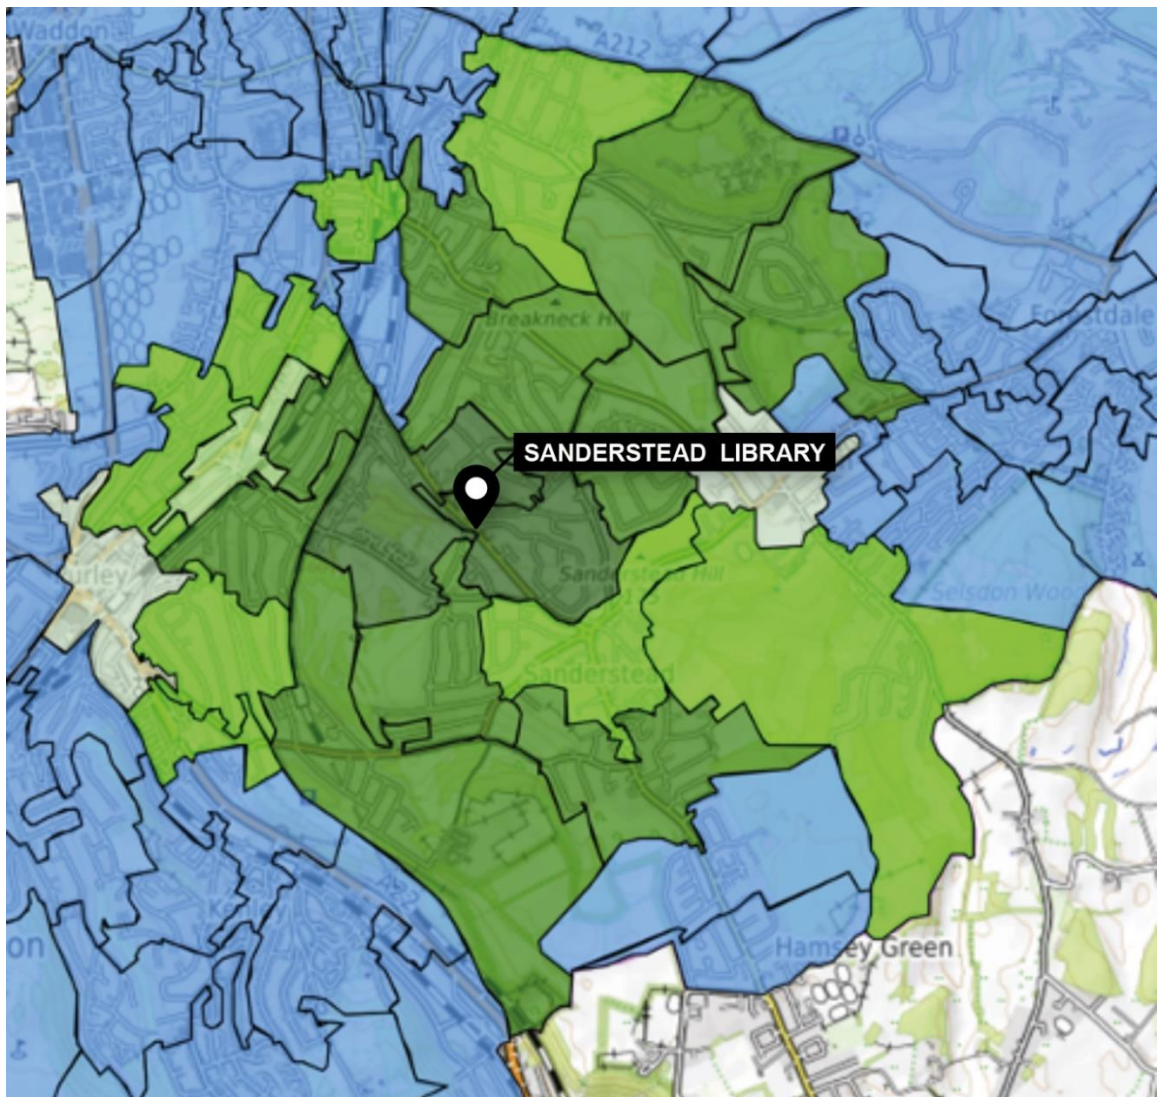 Waddon
A212
Breakneck Hill
Forestdale
SANDERSTEAD LIBRARY
Sanderstead Hill
Selsdon Wood
Sanderstead
A22
Hamsey Green